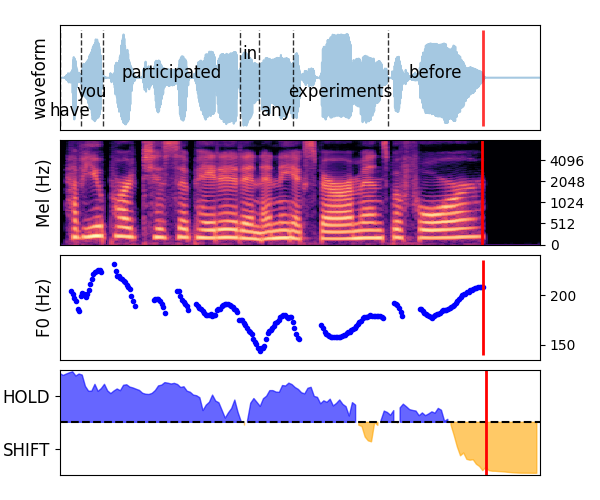 waveform
have you participated in any experiments before
Mel (Hz)
4096
2048
1024
512
0
F0 (Hz)
200
150
HOLD
SHIFT